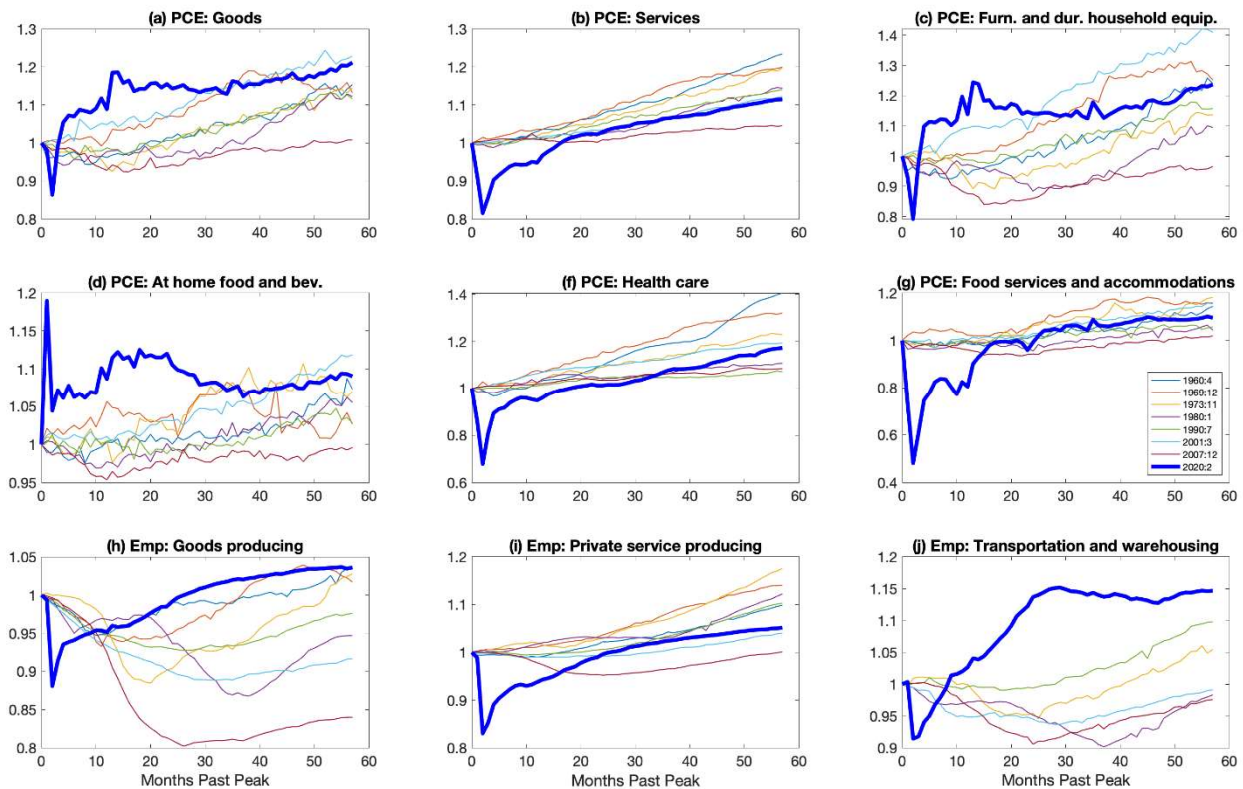 (a) PCE: Goods
1.3
1.2
1.1
1
0.9
0.8
0 10 20 30 40 50 60
(b) PCE: Services
1.3
1.2
1.1
1
0.9
0.8
0 10 20 30 40 50 60
(c) PCE: Furn. and dur. household equip.
1.4
1.3
1.2
1.1
1
0.9
0.8
0 10 20 30 40 50 60
(d) PCE: At home food and bev.
1.2
1.15
1.1
1.05
1
0.95
0 10 20 30 40 50 60
(f) PCE: Health care
1.4
1.2
1
0.8
0.6
0 10 20 30 40 50 60
(g) PCE: Food services and accommodations
1.2
1
0.8
0.6
0.4
0 10 20 30 40 50 60
1960:4
1960:12
1973:11
1980:1
1990:7
2001:3
2007:12
2020:2
(h) Emp: Goods producing
1.05
1
0.95
0.9
0.85
0.8
0 10 20 30 40 50 60
Months Past Peak
(i) Emp: Private service producing
1.2
1.1
1
0.9
0.8
0 10 20 30 40 50 60
Months Past Peak
(j) Emp: Transportation and warehousing
1.2
1.15
1.1
1.05
1
0.95
0.9
0 10 20 30 40 50 60
Months Past Peak